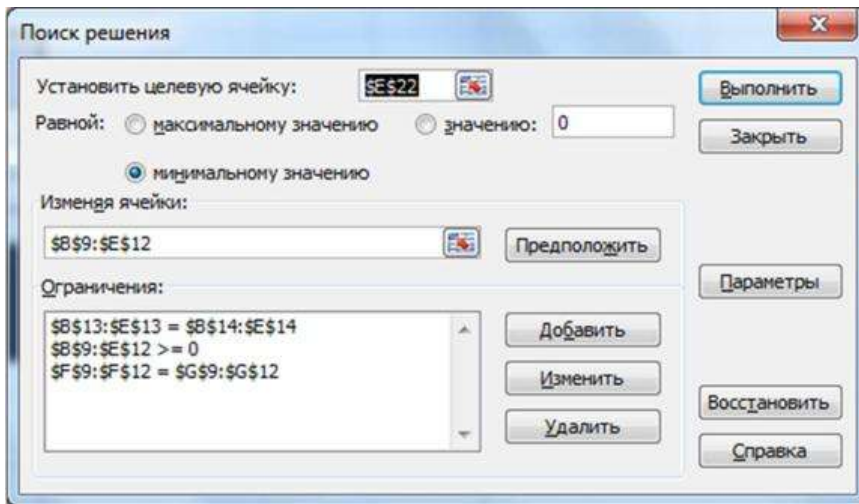 Поиск решения
Установить целевую ячейку: $E$22
Выполнить
Равной: максимальному значению значению: 0
Закрыть
минимальному значению
Изменяя ячейки:
$B$9:$E$12
Предположить
Параметры
Ограничения:
$B$13:$E$13 = $B$14:$E$14
$B$9:$E$12 >= 0
$F$9:$F$12 = $G$9:$G$12
Добавить
Изменить
Удалить
Восстановить
Справка